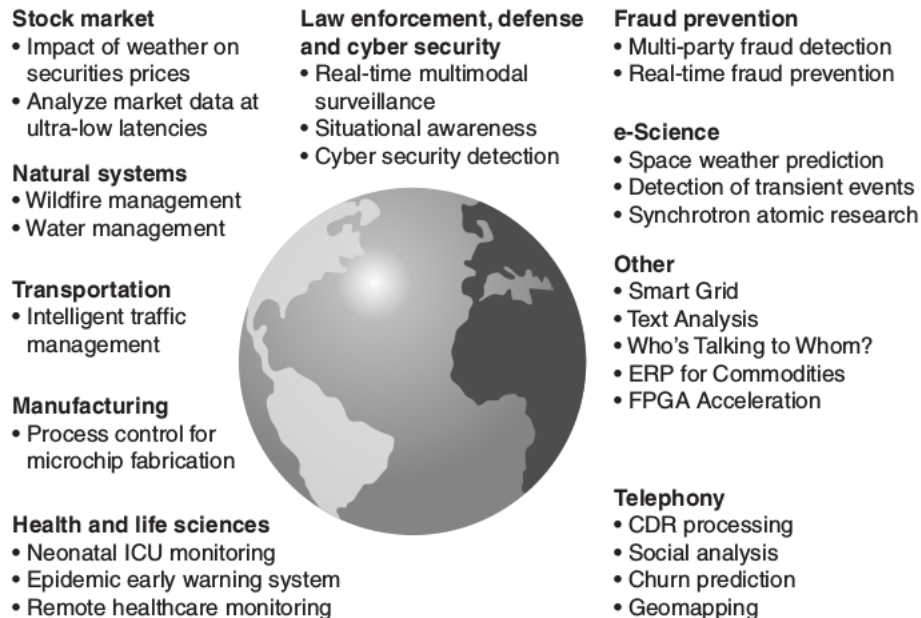 Stock market
• Impact of weather on
securities prices
• Analyze market data at
ultra-low latencies
Natural systems
• Wildfire management
• Water management
Transportation
• Intelligent traffic
management
Manufacturing
• Process control for
microchip fabrication
Health and life sciences
• Neonatal ICU monitoring
• Epidemic early warning system
• Remote healthcare monitoring
Law enforcement, defense
and cyber security
• Real-time multimodal
surveillance
• Situational awareness
• Cyber security detection
Fraud prevention
• Multi-party fraud detection
• Real-time fraud prevention
e-Science
• Space weather prediction
• Detection of transient events
• Synchrotron atomic research
Other
• Smart Grid
• Text Analysis
• Who's Talking to Whom?
• ERP for Commodities
• FPGA Acceleration
Telephony
• CDR processing
• Social analysis
• Churn prediction
• Geomapping